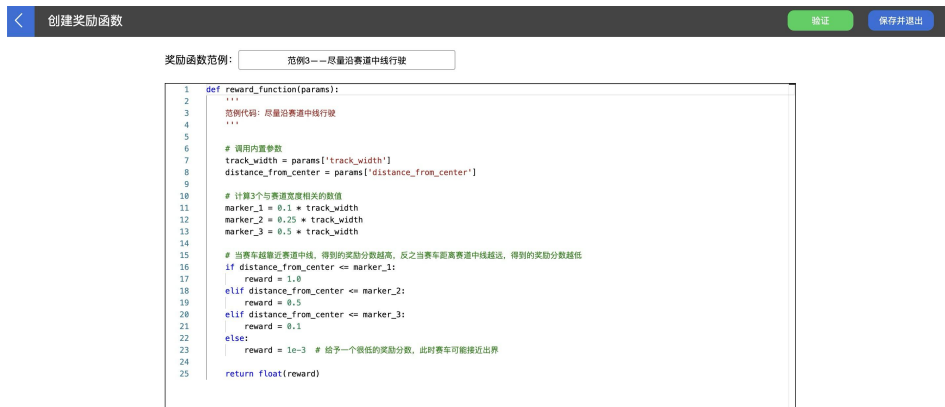 创建奖励函数
验证
保存并退出
奖励函数范例：
范例3——尽量沿赛道中线行驶
1 def reward_function(params):
2     '''
3     范例代码：尽量沿赛道中线行驶
4     '''
5
6     # 调用内置参数
7     track_width = params['track_width']
8     distance_from_center = params['distance_from_center']
9
10     # 计算3个与赛道宽度相关的数值
11     marker_1 = 0.1 * track_width
12     marker_2 = 0.25 * track_width
13     marker_3 = 0.5 * track_width
14
15     # 当赛车越靠近赛道中线，得到的奖励分数越高，反之当赛车距离赛道中线越远，得到的奖励分数越低
16     if distance_from_center <= marker_1:
17         reward = 1.0
18     elif distance_from_center <= marker_2:
19         reward = 0.5
20     elif distance_from_center <= marker_3:
21         reward = 0.1
22     else:
23         reward = 1e-3  # 给予一个很低的奖励分数，此时赛车可能接近出界
24
25     return float(reward)